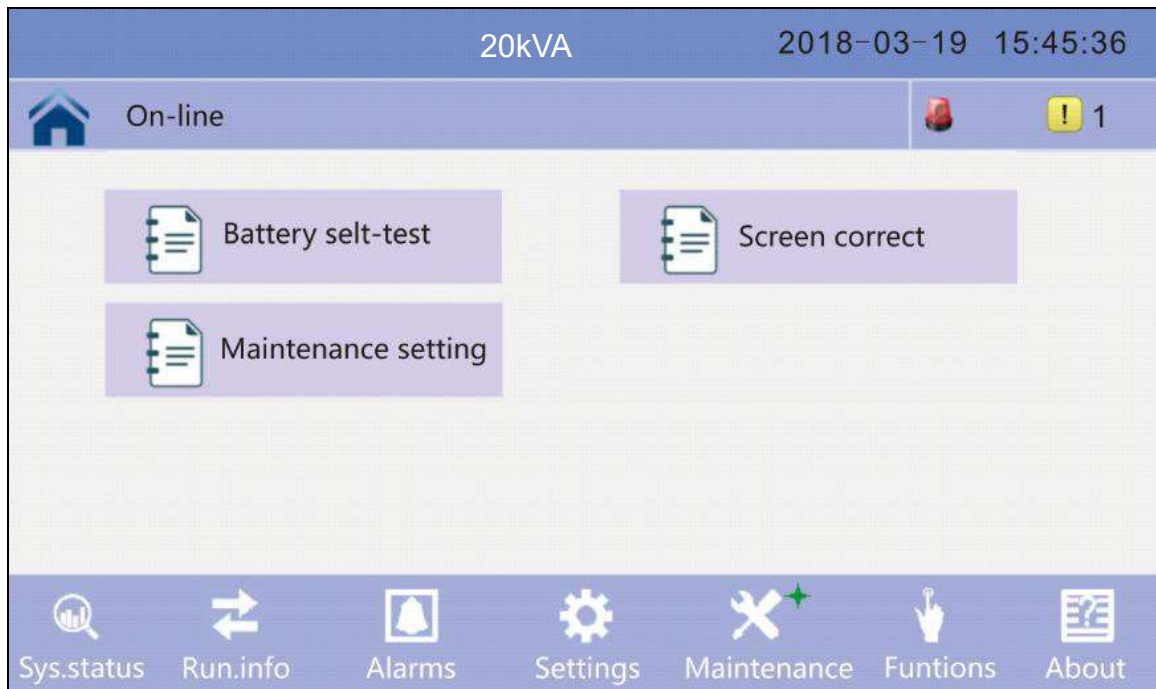 20kVA 2018-03-19 15:45:36
On-line ! 1
Battery selt-test Screen correct
Maintenance setting
Sys.status Run.info Alarms Settings Maintenance Funtions About